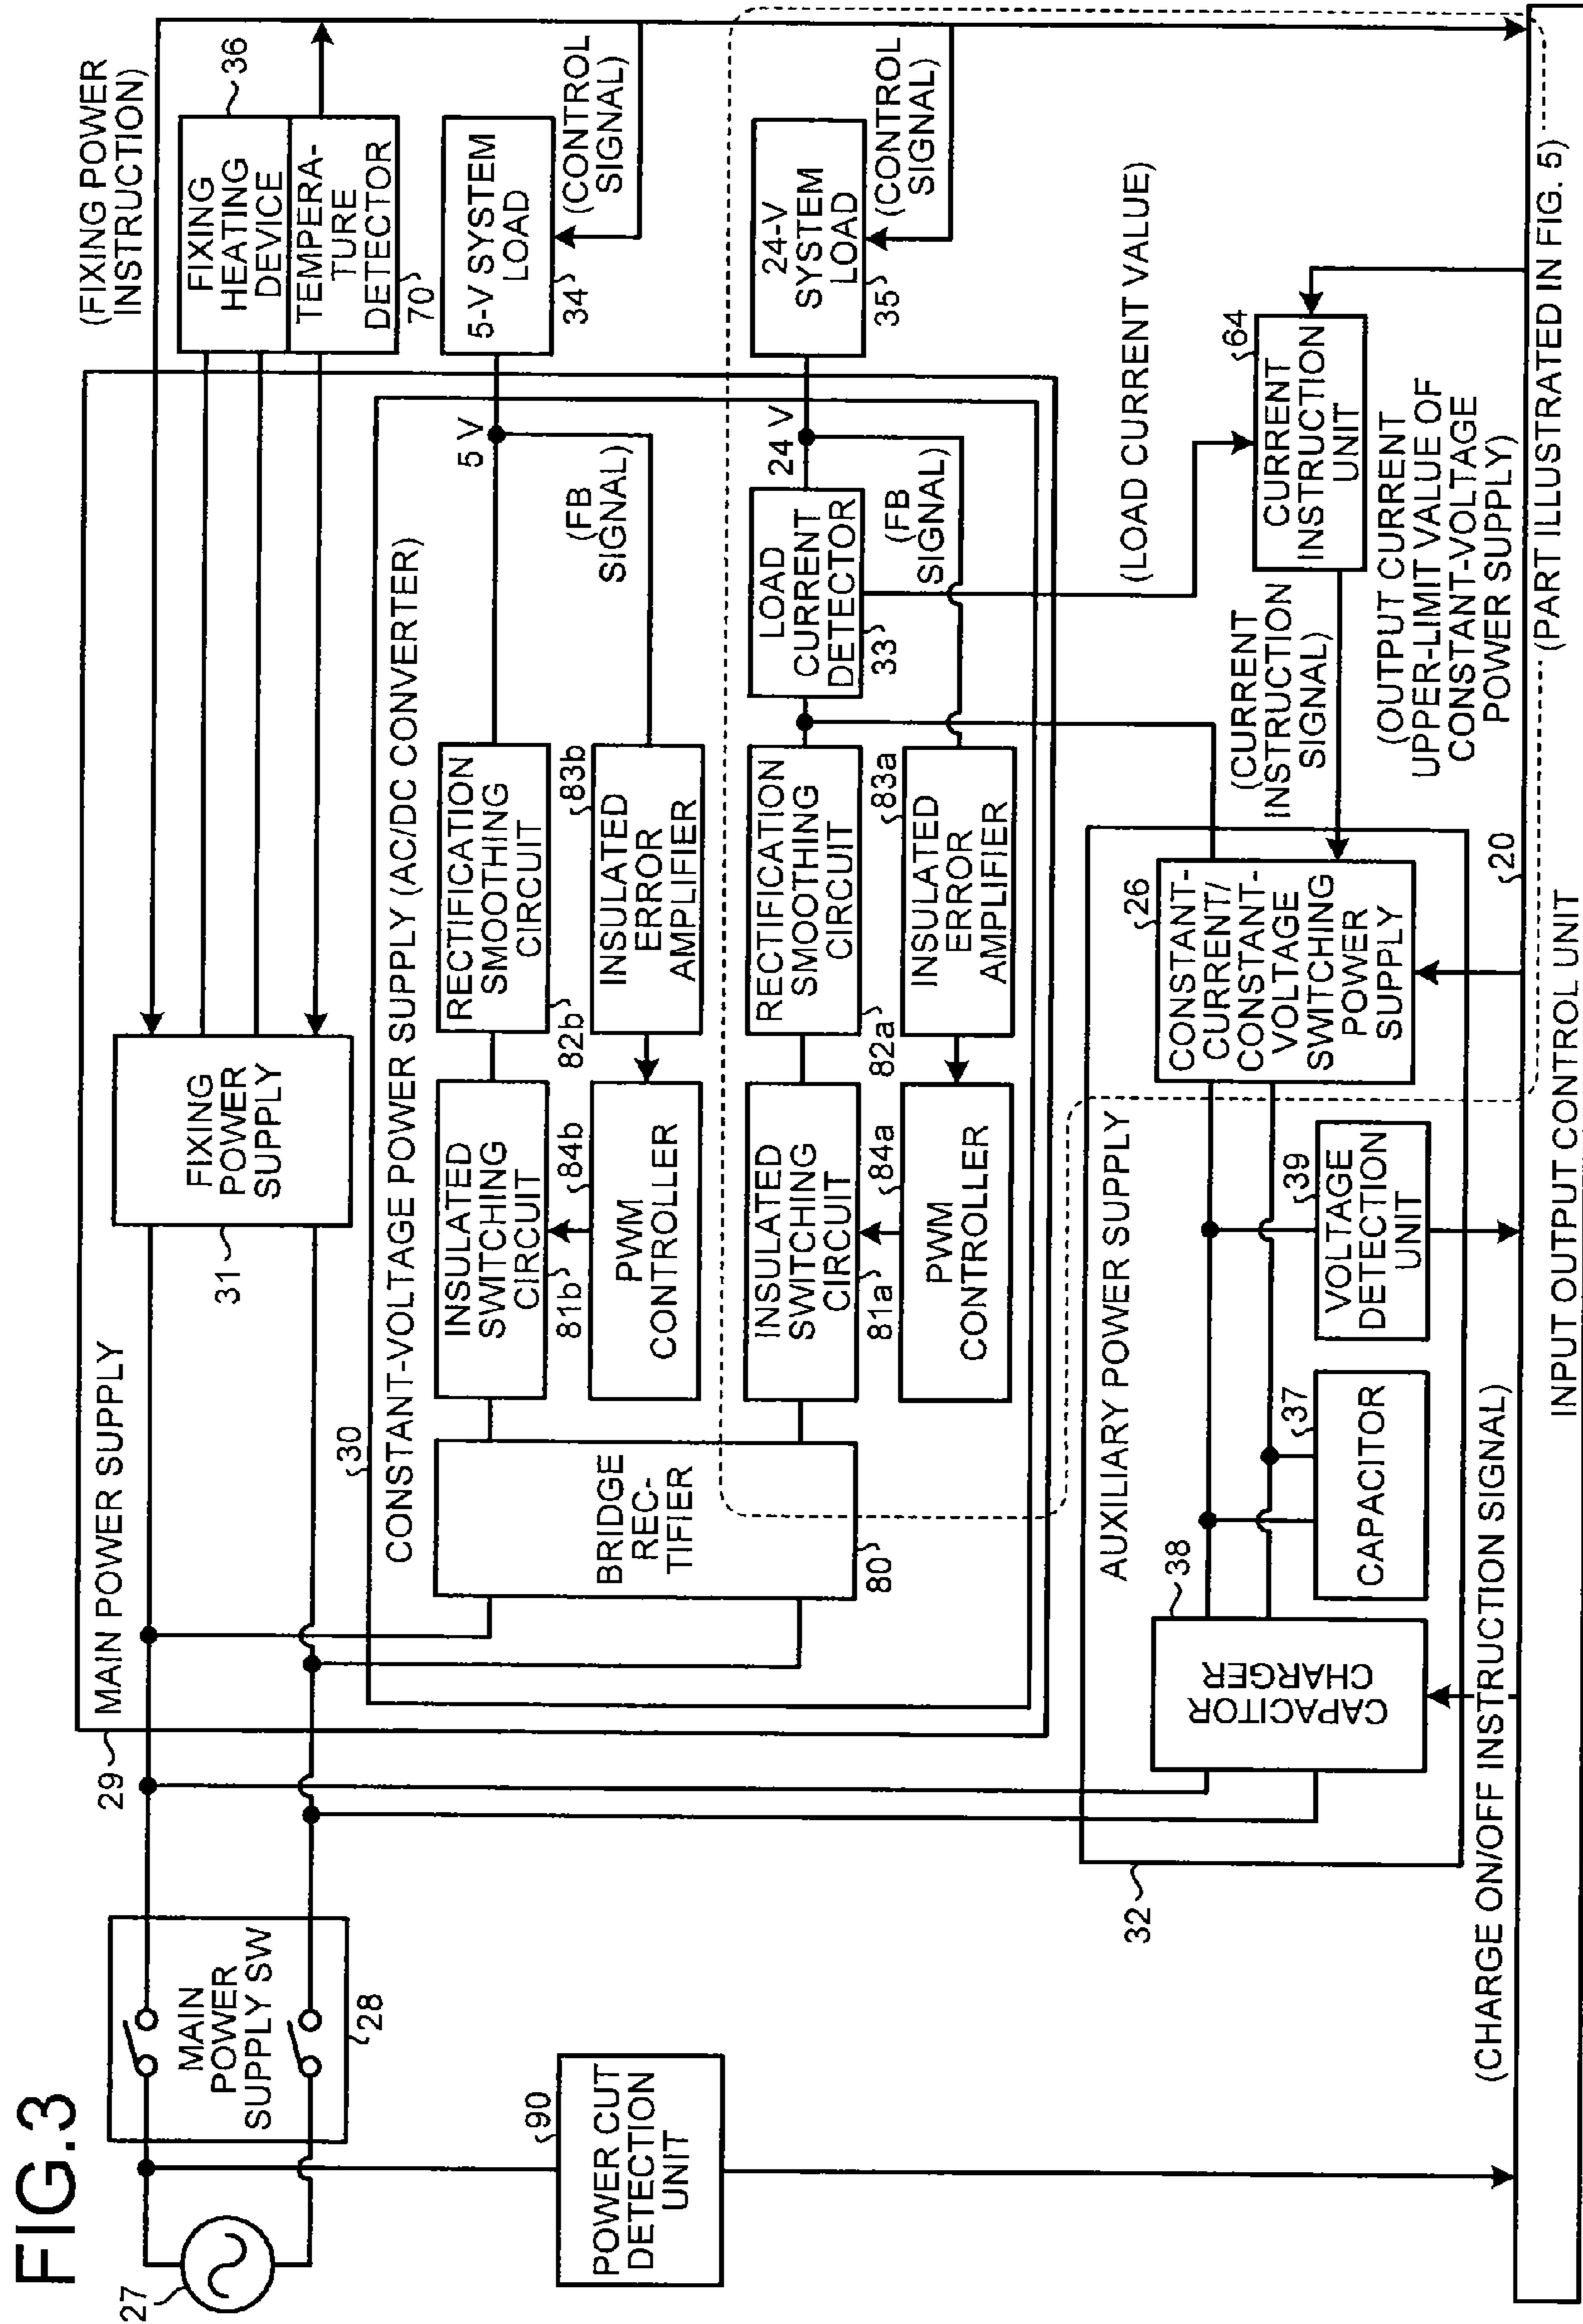 FIG.3
27
MAIN
POWER
SUPPLY SW
28
90
POWER CUT
DETECTION
UNIT
29
MAIN POWER SUPPLY
31
FIXING
POWER
SUPPLY
(FIXING POWER
INSTRUCTION)
36
FIXING
HEATING
DEVICE
TEMPERA-
TURE
DETECTOR
70
30
CONSTANT-VOLTAGE POWER SUPPLY (AC/DC CONVERTER)
BRIDGE
REC-
TIFIER
80
INSULATED
SWITCHING
CIRCUIT
81b
84b
PWM
CONTROLLER
RECTIFICATION
SMOOTHING
CIRCUIT
82b
83b
INSULATED
ERROR
AMPLIFIER
5 V
(FB
SIGNAL)
5-V SYSTEM
LOAD
34
(CONTROL
SIGNAL)
INSULATED
SWITCHING
CIRCUIT
81a
84a
PWM
CONTROLLER
RECTIFICATION
SMOOTHING
CIRCUIT
82a
83a
INSULATED
ERROR
AMPLIFIER
LOAD
CURRENT
DETECTOR
33
24 V
(FB
SIGNAL)
24-V
SYSTEM
LOAD
35
(CONTROL
SIGNAL)
32
AUXILIARY POWER SUPPLY
38
CAPACITOR
CHARGER
37
CAPACITOR
39
VOLTAGE
DETECTION
UNIT
26
CONSTANT-
CURRENT/
CONSTANT-
VOLTAGE
SWITCHING
POWER
SUPPLY
(LOAD CURRENT VALUE)
(CURRENT
INSTRUCTION
SIGNAL)
64
CURRENT
INSTRUCTION
UNIT
(OUTPUT CURRENT
UPPER-LIMIT VALUE OF
CONSTANT-VOLTAGE
POWER SUPPLY)
(CHARGE ON/OFF INSTRUCTION SIGNAL)
20
(PART ILLUSTRATED IN FIG. 5)
INPUT OUTPUT CONTROL UNIT